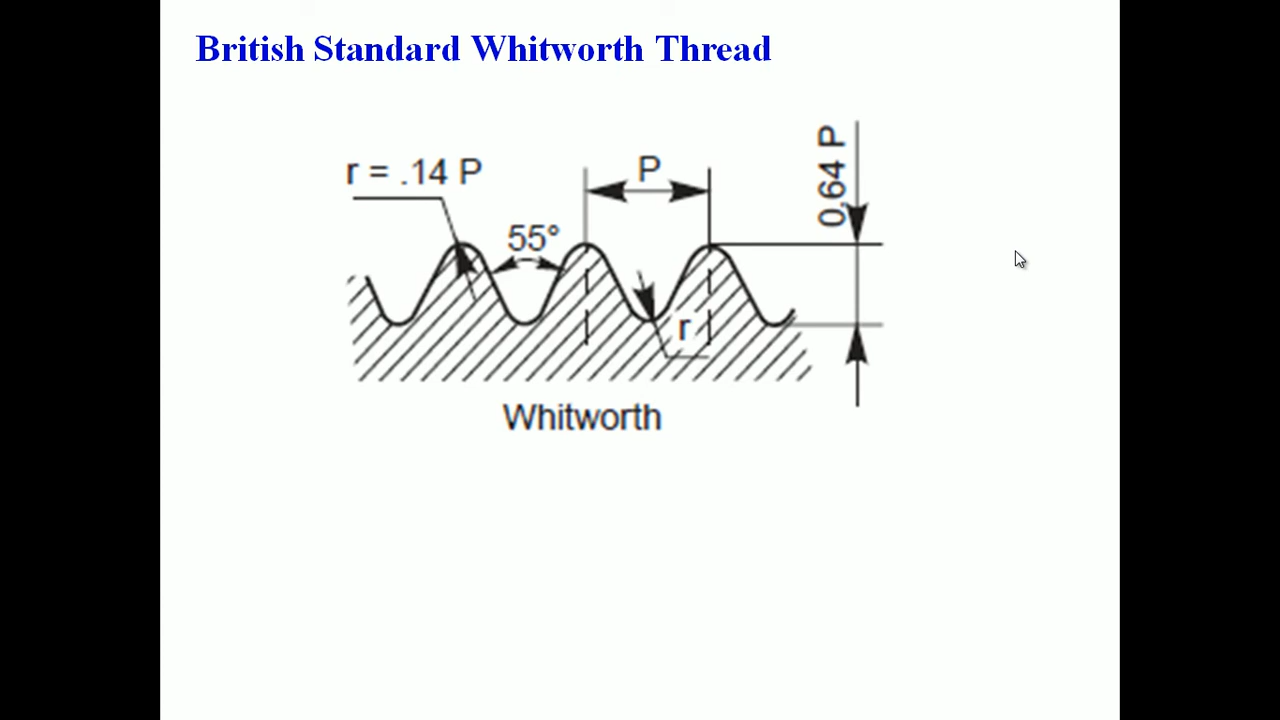 British Standard Whitworth Thread
r = .14 P
P
0,64 P
55°
r
Whitworth